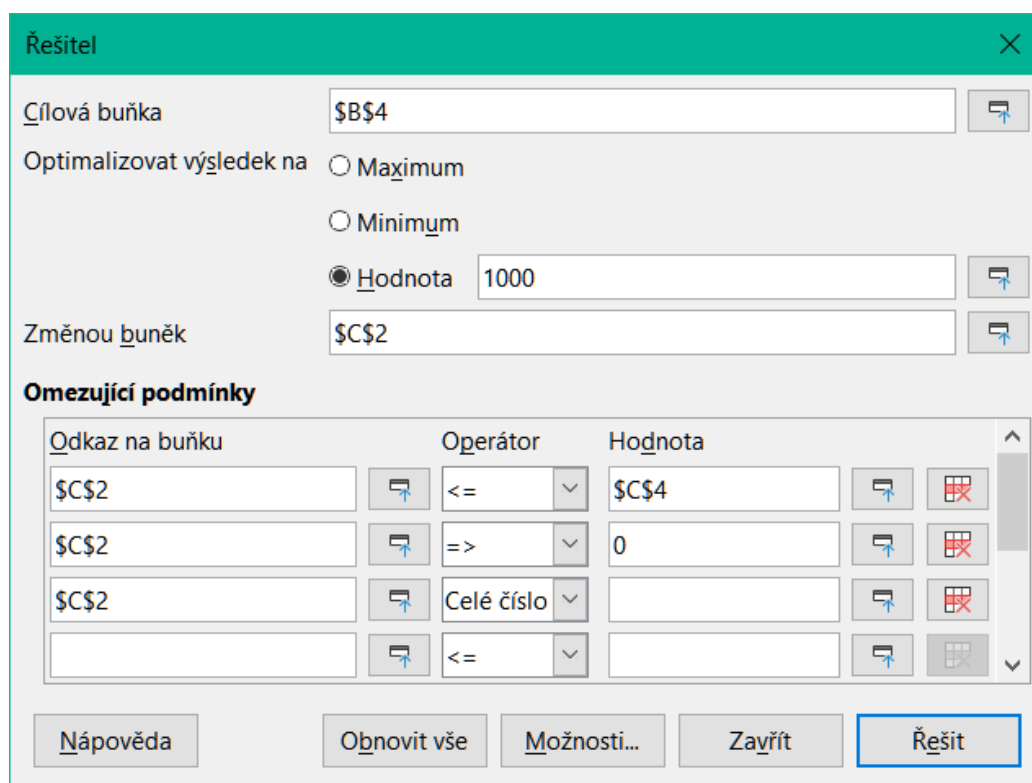 Řešitel
Cílová buňka $B$4
Optimalizovat výsledek na Maximum
Minimum
Hodnota 1000
Změnou buněk $C$2
Omezující podmínky
Odkaz na buňku Operátor Hodnota
$C$2 <= $C$4
$C$2 => 0
$C$2 Celé číslo
<=
Nápověda Obnovit vše Možnosti... Zavřít Řešit